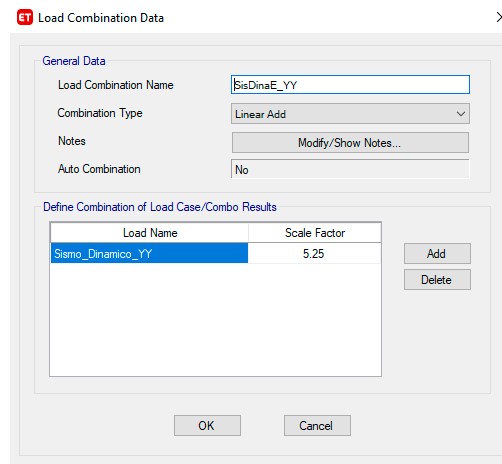 ET Load Combination Data
General Data
Load Combination Name SisDinaE_YY
Combination Type Linear Add
Notes Modify/Show Notes...
Auto Combination No
Define Combination of Load Case/Combo Results
Load Name Scale Factor
Sismo_Dinamico_YY 5.25
Add
Delete
OK Cancel